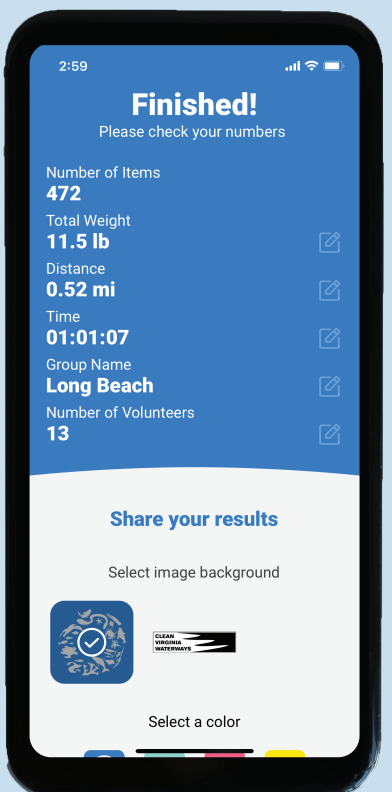 2:59
Finished!
Please check your numbers
Number of Items
472
Total Weight
11.5 lb
Distance
0.52 mi
Time
01:01:07
Group Name
Long Beach
Number of Volunteers
13
Share your results
Select image background
CLEAN
VIRGINIA
WATERWAYS
Select a color